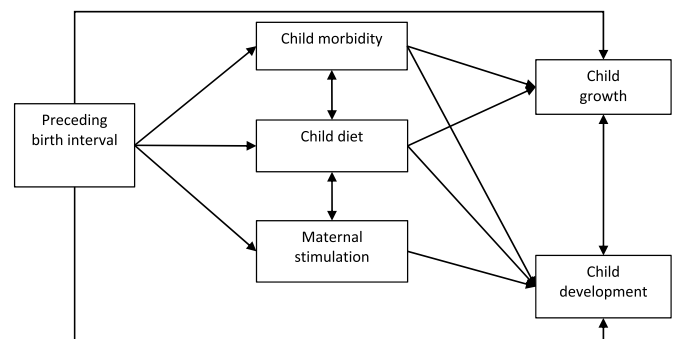 Child morbidity
Child
growth
Preceding
birth interval
Child diet
Maternal
stimulation
Child
development